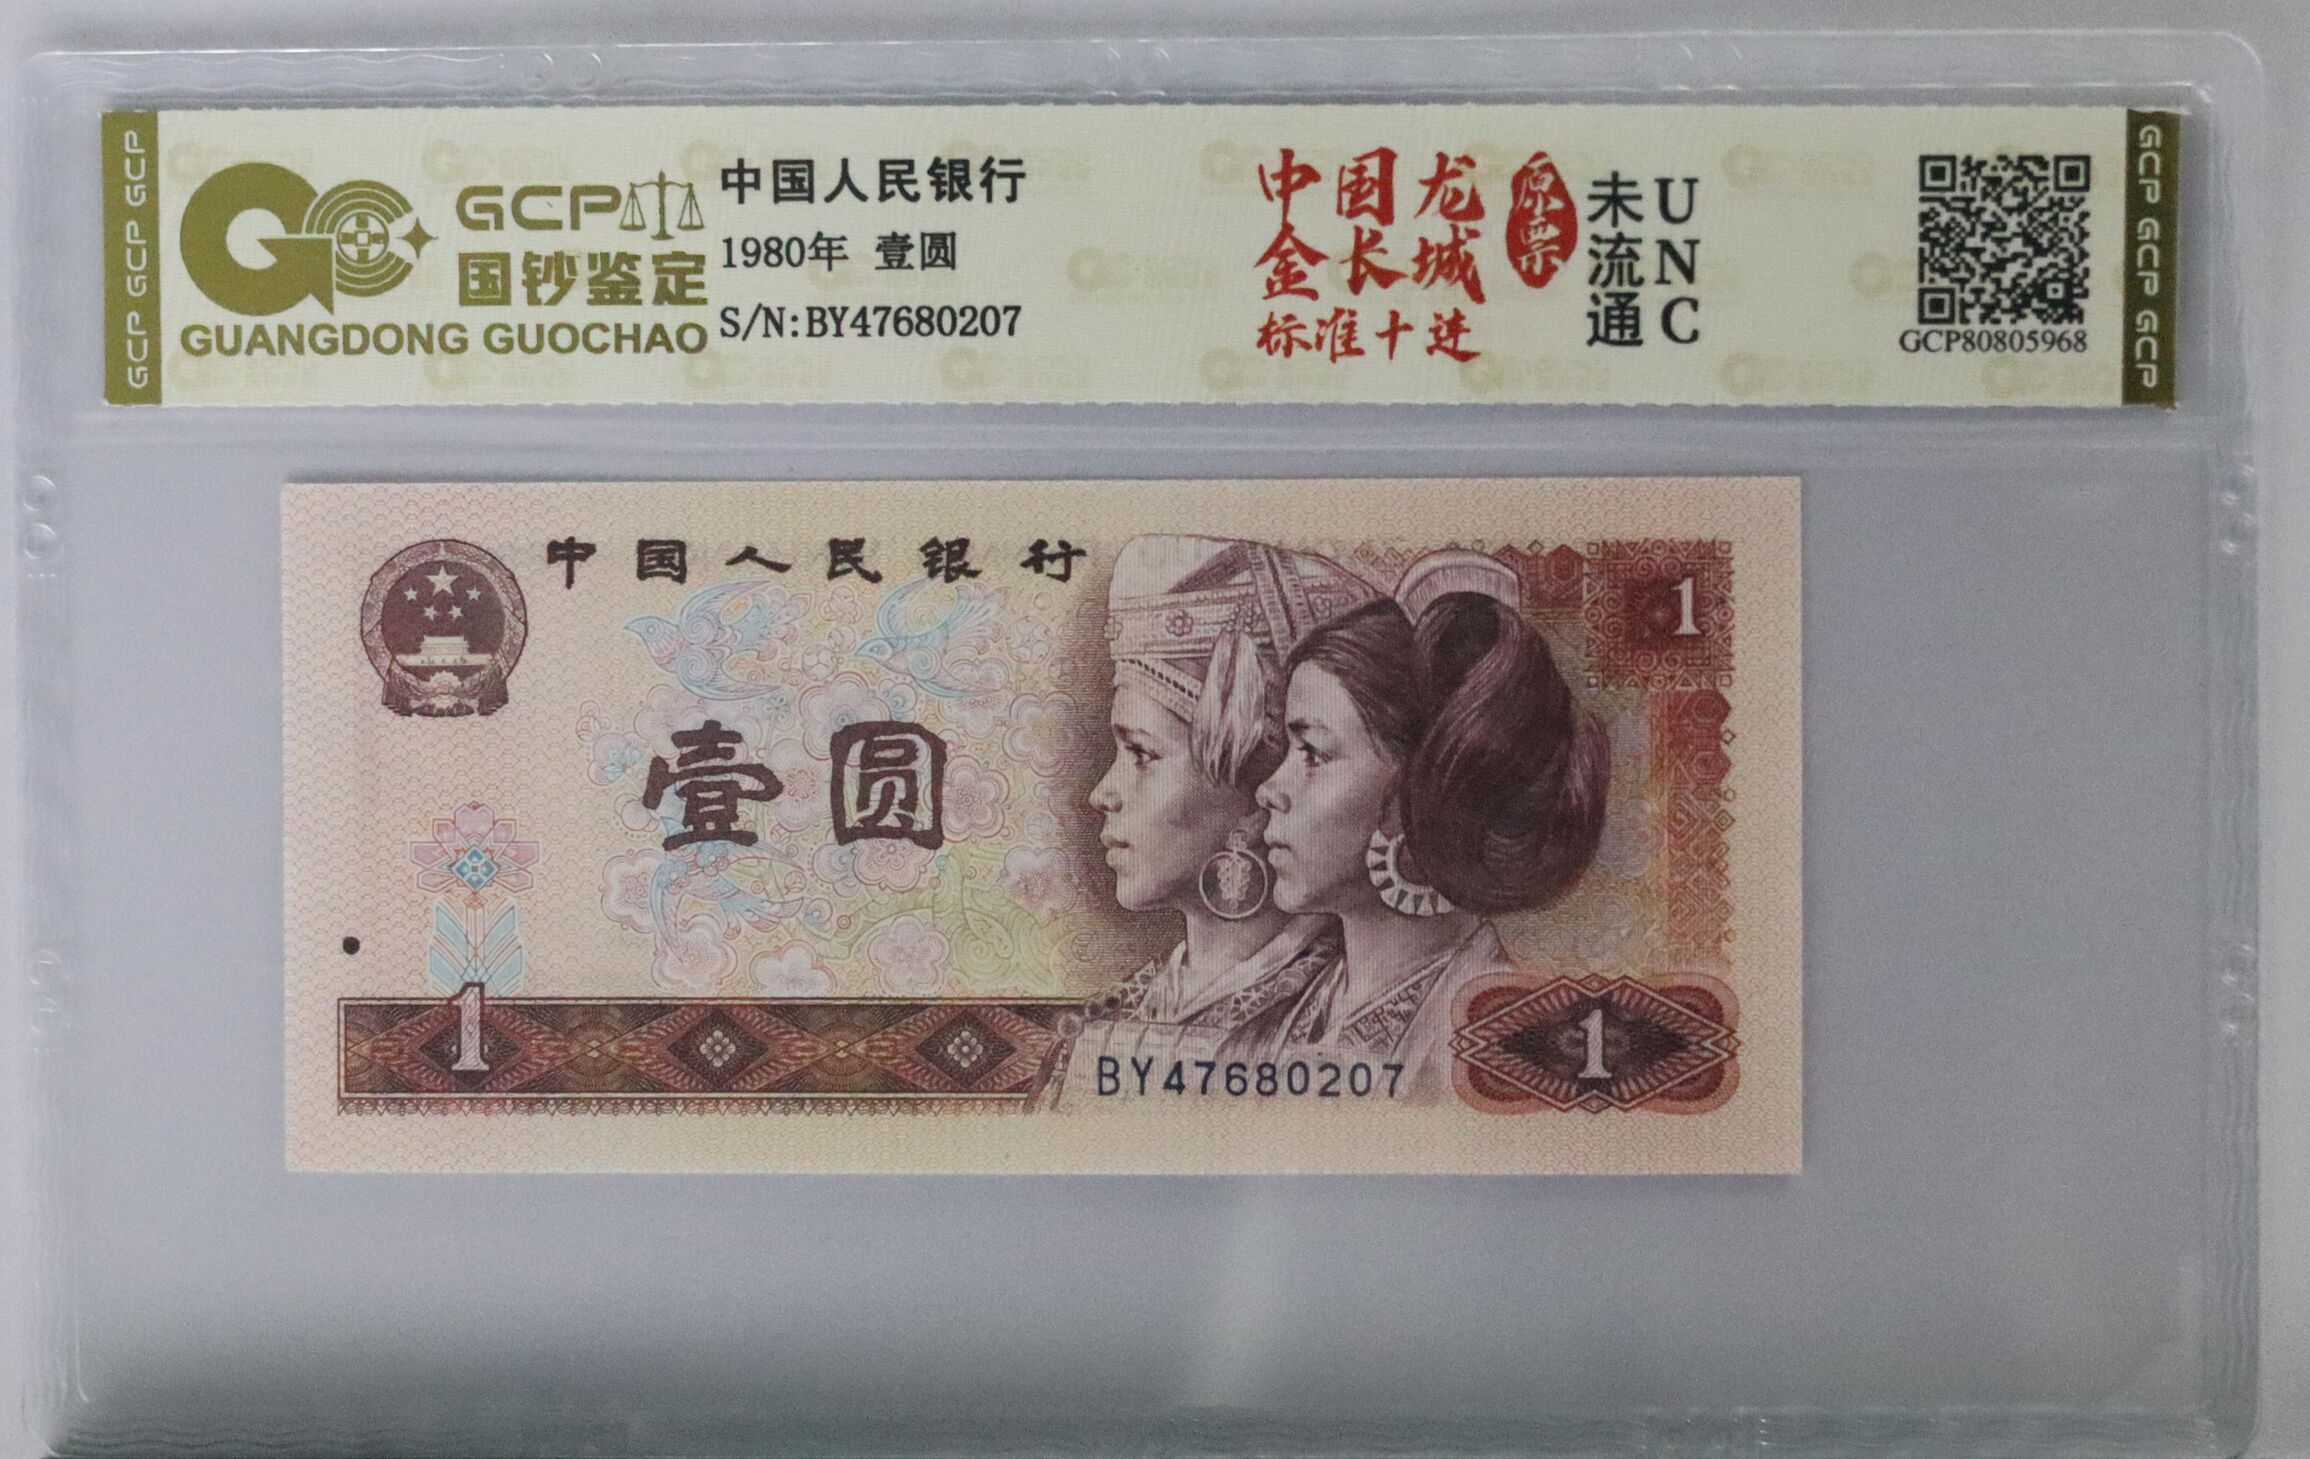 GCP GCP GCP
GCP
国钞鉴定
GUANGDONG GUOCHAO
中国人民银行
1980年 壹圆
S/N:BY47680207
中国龙
金长城
标准十连
原票
未流通
UNC
GCP80805968
GCP GCP GCP
中国人民银行
1
壹圆
1
1
BY47680207